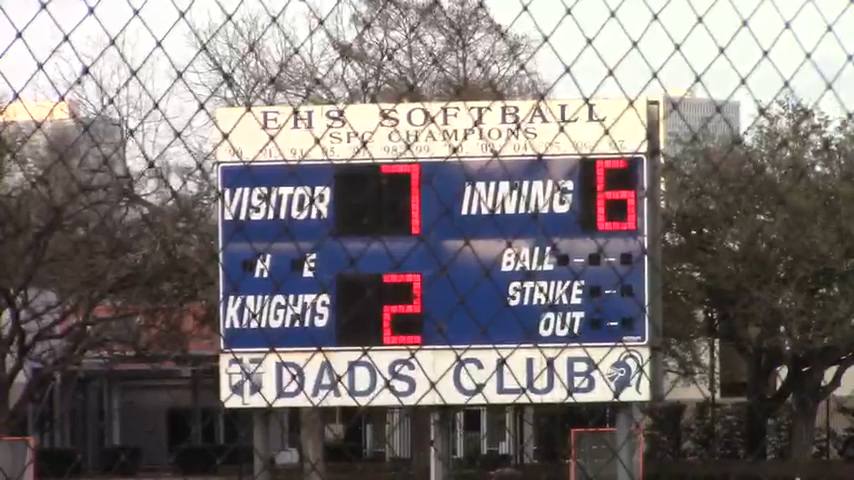 EHS SOFTBALL
SPC CHAMPIONS
VISITOR 7 INNING 6
H E BALL
STRIKE
KNIGHTS 2
OUT
DADS CLUB